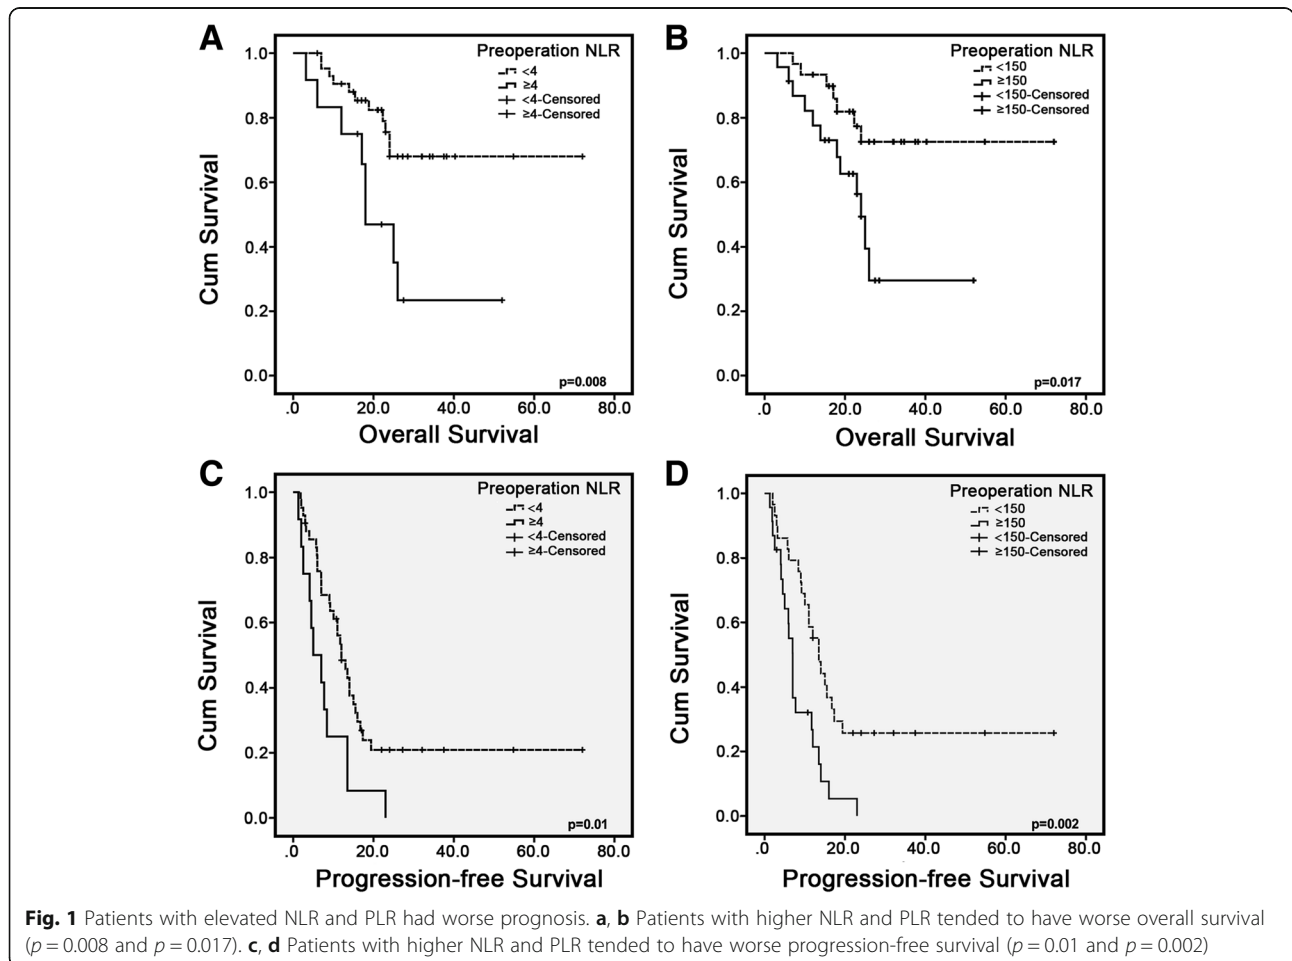 A
Preoperation NLR
<4
≥4
<4-Censored
≥4-Censored
1.0
0.8
0.6
0.4
0.2
0.0
Cum Survival
p=0.008
.0 20.0 40.0 60.0 80.0
Overall Survival
B
Preoperation NLR
<150
≥150
<150-Censored
≥150-Censored
1.0
0.8
0.6
0.4
0.2
0.0
Cum Survival
p=0.017
.0 20.0 40.0 60.0 80.0
Overall Survival
C
Preoperation NLR
<4
≥4
<4-Censored
≥4-Censored
1.0
0.8
0.6
0.4
0.2
0.0
Cum Survival
p=0.01
.0 20.0 40.0 60.0 80.0
Progression-free Survival
D
Preoperation NLR
<150
≥150
<150-Censored
≥150-Censored
1.0
0.8
0.6
0.4
0.2
0.0
Cum Survival
p=0.002
.0 20.0 40.0 60.0 80.0
Progression-free Survival
Fig. 1 Patients with elevated NLR and PLR had worse prognosis. a, b Patients with higher NLR and PLR tended to have worse overall survival
(p = 0.008 and p = 0.017). c, d Patients with higher NLR and PLR tended to have worse progression-free survival (p = 0.01 and p = 0.002)